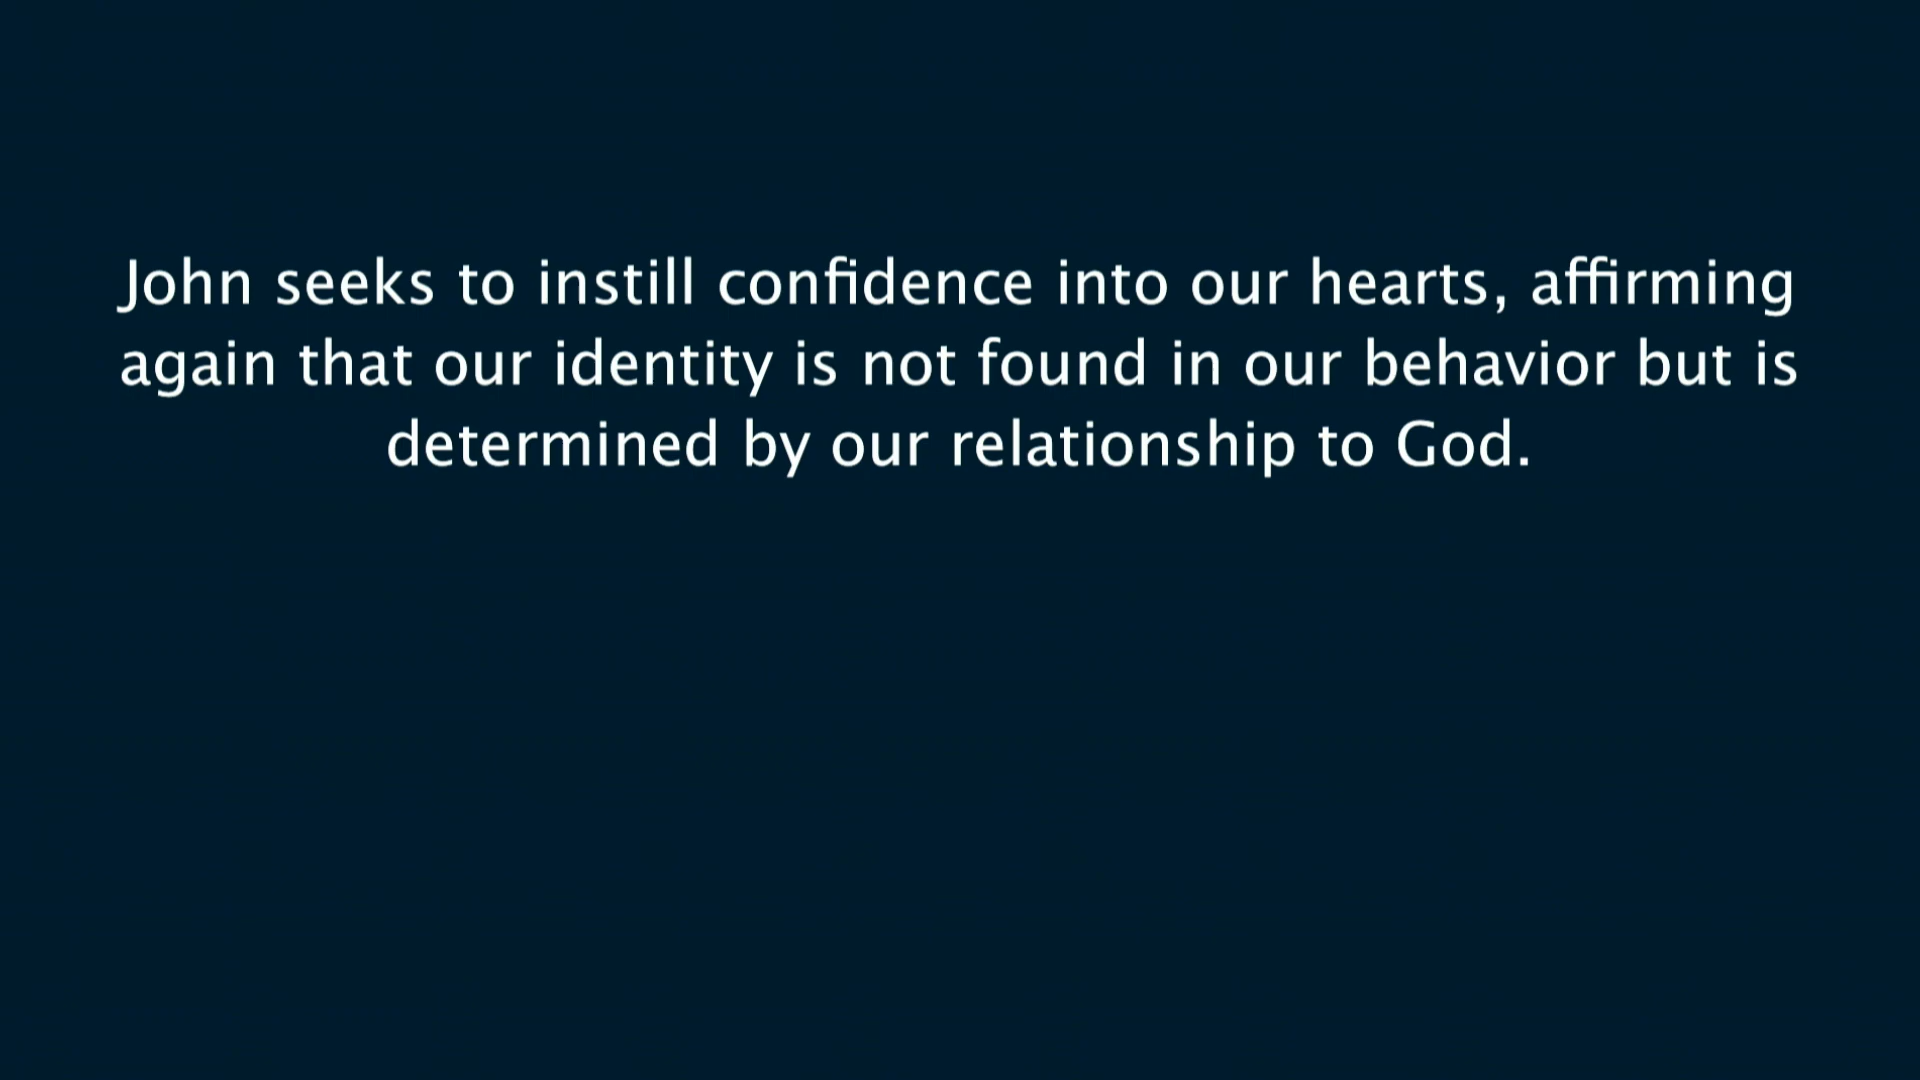 John seeks to instill confidence into our hearts, affirming
again that our identity is not found in our behavior but is
determined by our relationship to God.